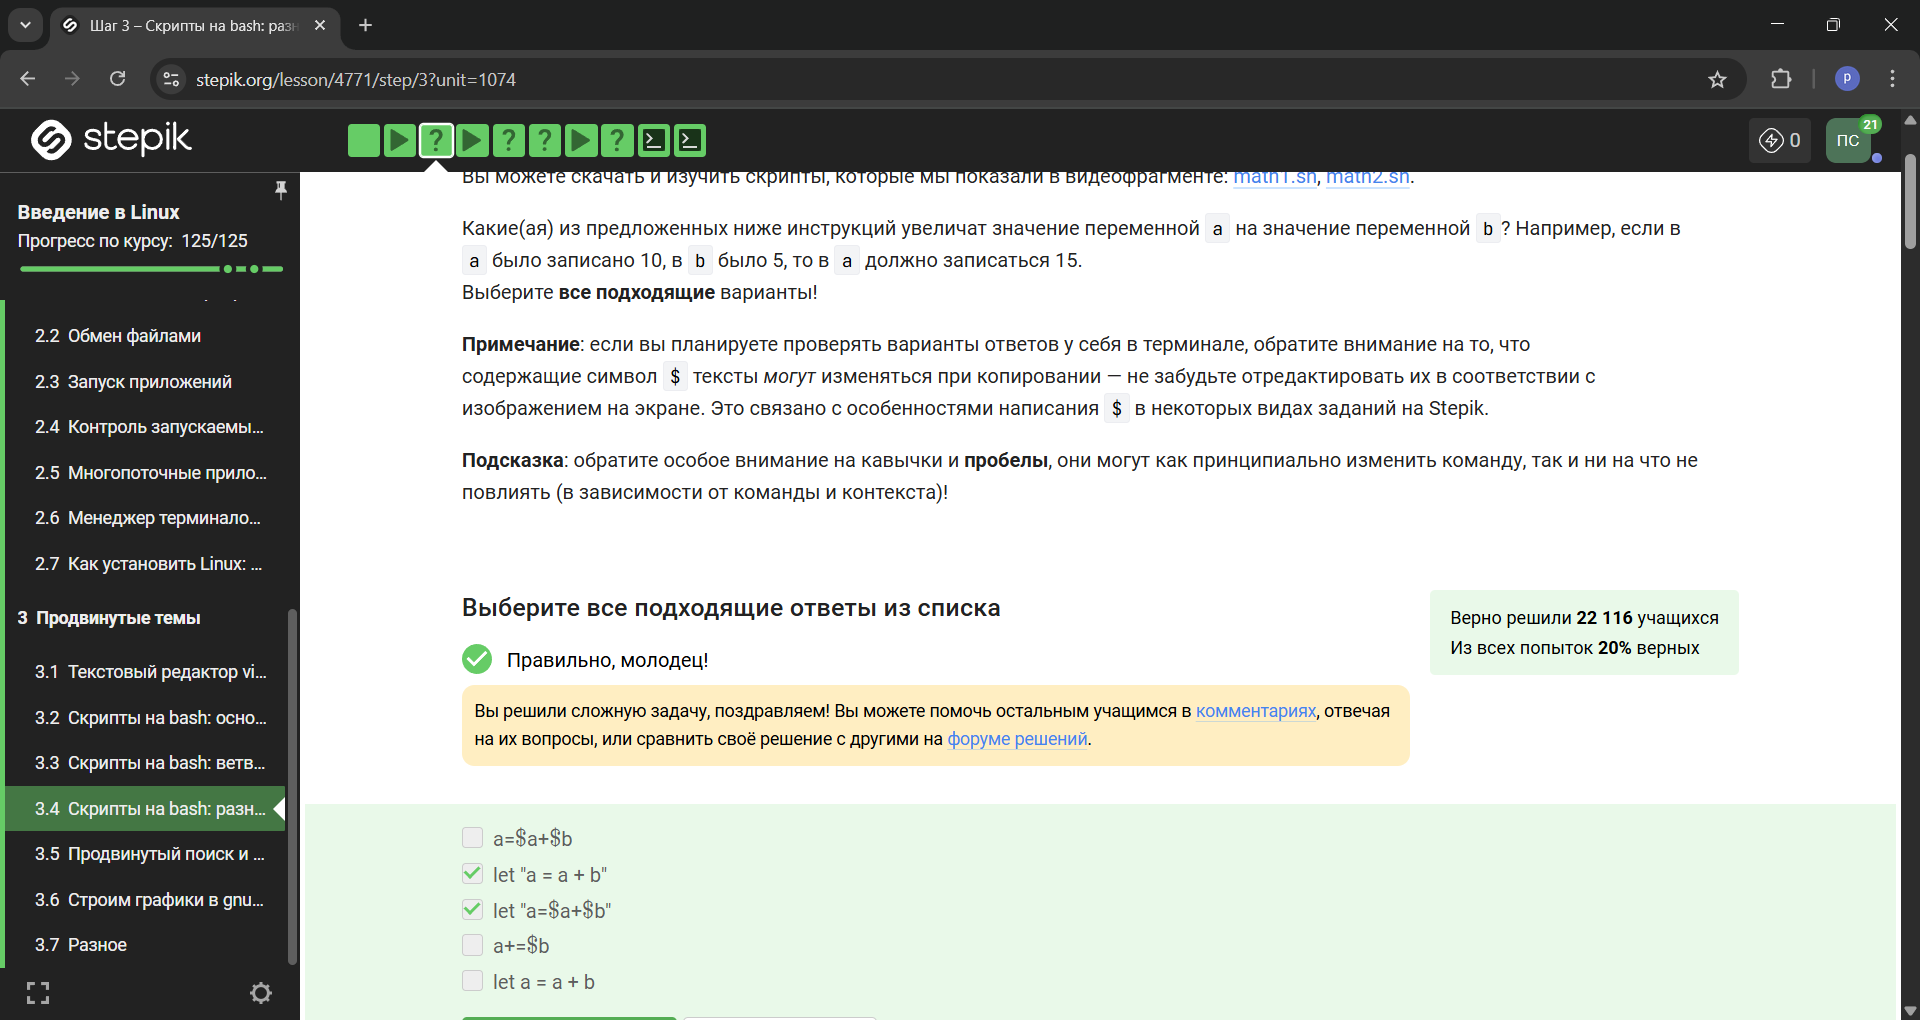 Шаг 3 – Скрипты на bash: разн
stepik.org/lesson/4771/step/3?unit=1074
P
stepik
?
?
?
?
0
ПС
21
Введение в Linux
Прогресс по курсу: 125/125
2.2 Обмен файлами
2.3 Запуск приложений
2.4 Контроль запускаемы...
2.5 Многопоточные прило...
2.6 Менеджер терминало...
2.7 Как установить Linux: ...
3 Продвинутые темы
3.1 Текстовый редактор vi...
3.2 Скрипты на bash: осно...
3.3 Скрипты на bash: ветв...
3.4 Скрипты на bash: разн...
3.5 Продвинутый поиск и ...
3.6 Строим графики в gnu...
3.7 Разное
Вы можете скачать и изучить скрипты, которые мы показали в видеофрагменте: math1.sh, math2.sh.
Какие(ая) из предложенных ниже инструкций увеличат значение переменной a на значение переменной b ? Например, если в
a было записано 10, в b было 5, то в a должно записаться 15.
Выберите все подходящие варианты!
Примечание: если вы планируете проверять варианты ответов у себя в терминале, обратите внимание на то, что
содержащие символ $ тексты могут изменяться при копировании — не забудьте отредактировать их в соответствии с
изображением на экране. Это связано с особенностями написания $ в некоторых видах заданий на Stepik.
Подсказка: обратите особое внимание на кавычки и пробелы, они могут как принципиально изменить команду, так и ни на что не
повлиять (в зависимости от команды и контекста)!
Выберите все подходящие ответы из списка
Верно решили 22 116 учащихся
Из всех попыток 20% верных
Правильно, молодец!
Вы решили сложную задачу, поздравляем! Вы можете помочь остальным учащимся в комментариях, отвечая
на их вопросы, или сравнить своё решение с другими на форуме решений.
a=$a+$b
let "a = a + b"
let "a=$a+$b"
a+=$b
let a = a + b